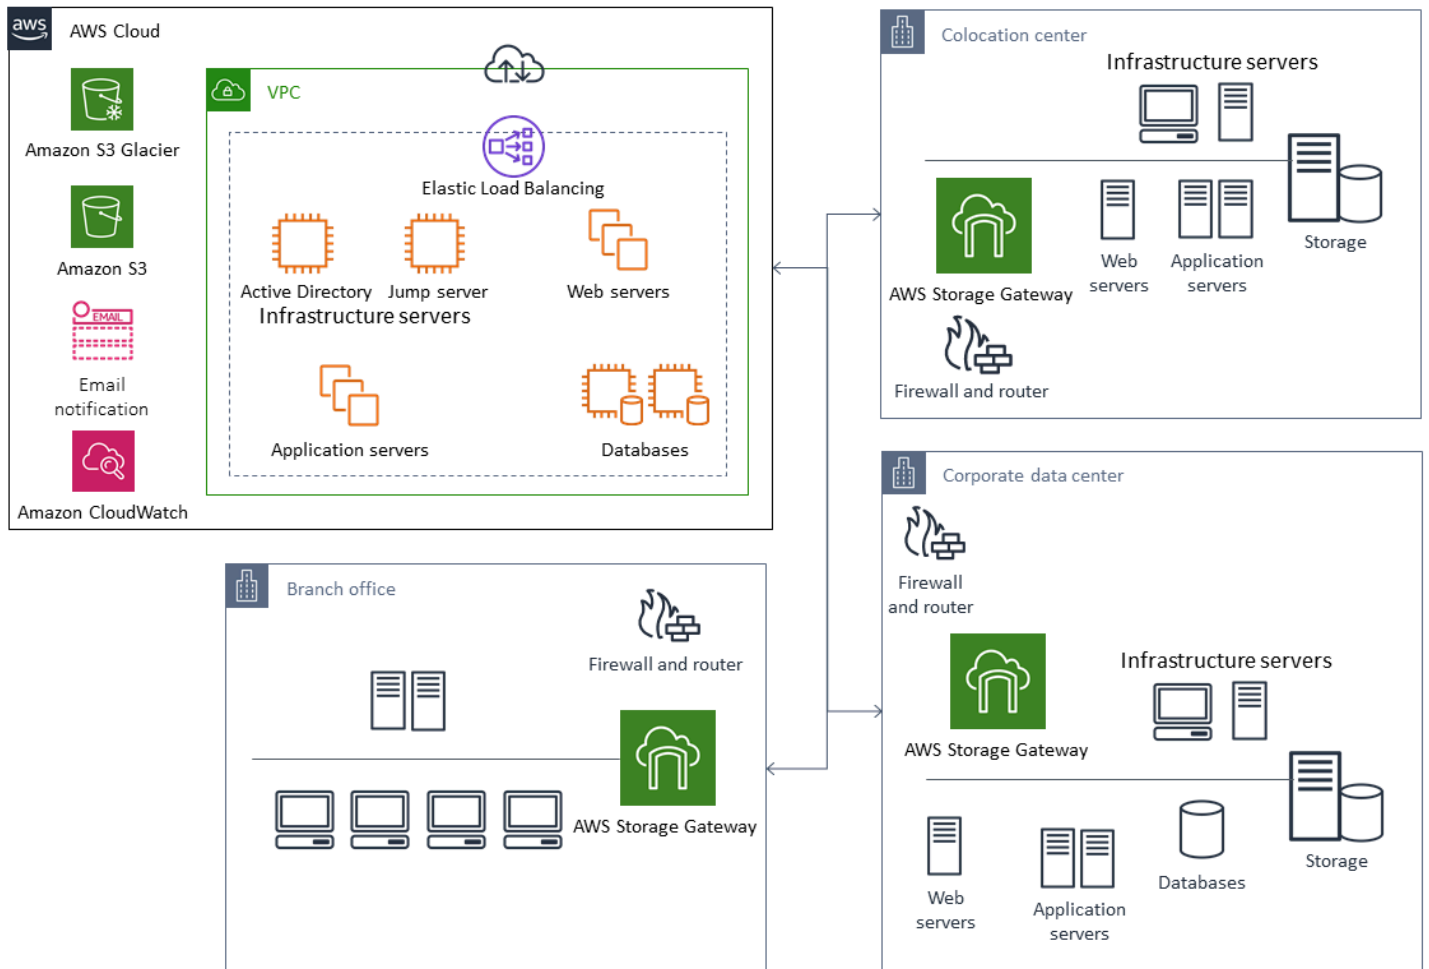 aws
AWS Cloud
Amazon S3 Glacier
Amazon S3
EMAIL
Email
notification
Amazon CloudWatch
VPC
Elastic Load Balancing
Active Directory
Jump server
Web servers
Infrastructure servers
Application servers
Databases
Colocation center
Infrastructure servers
AWS Storage Gateway
Web
servers
Application
servers
Storage
Firewall and router
Branch office
Firewall and router
AWS Storage Gateway
Corporate data center
Firewall
and router
Infrastructure servers
AWS Storage Gateway
Web
servers
Application
servers
Databases
Storage